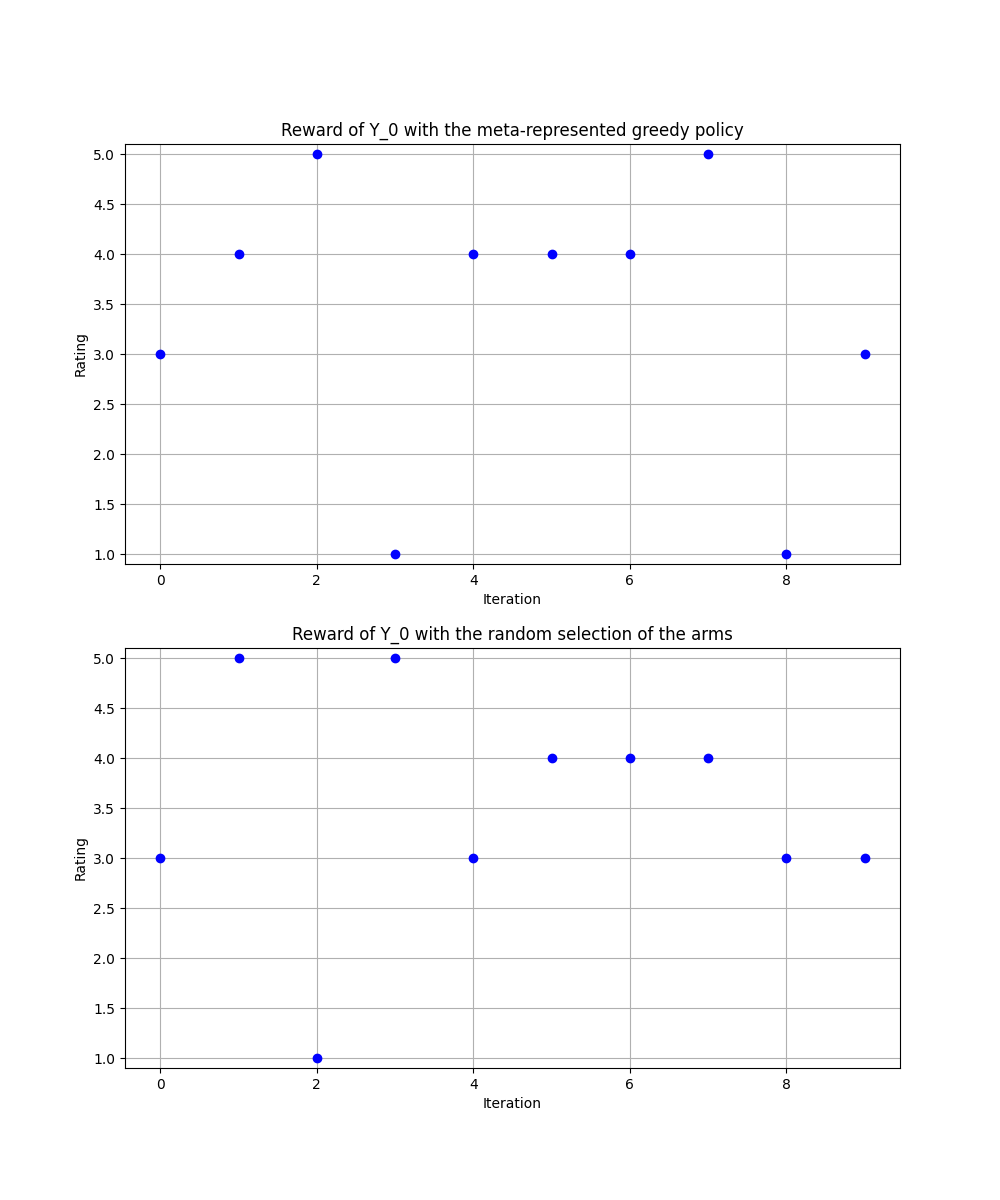 Reward of Y_0 with the meta-represented greedy policy
5.0
4.5
4.0
3.5
3.0
2.5
2.0
1.5
1.0
Rating
0 2 4 6 8
Iteration
Reward of Y_0 with the random selection of the arms
5.0
4.5
4.0
3.5
3.0
2.5
2.0
1.5
1.0
Rating
0 2 4 6 8
Iteration